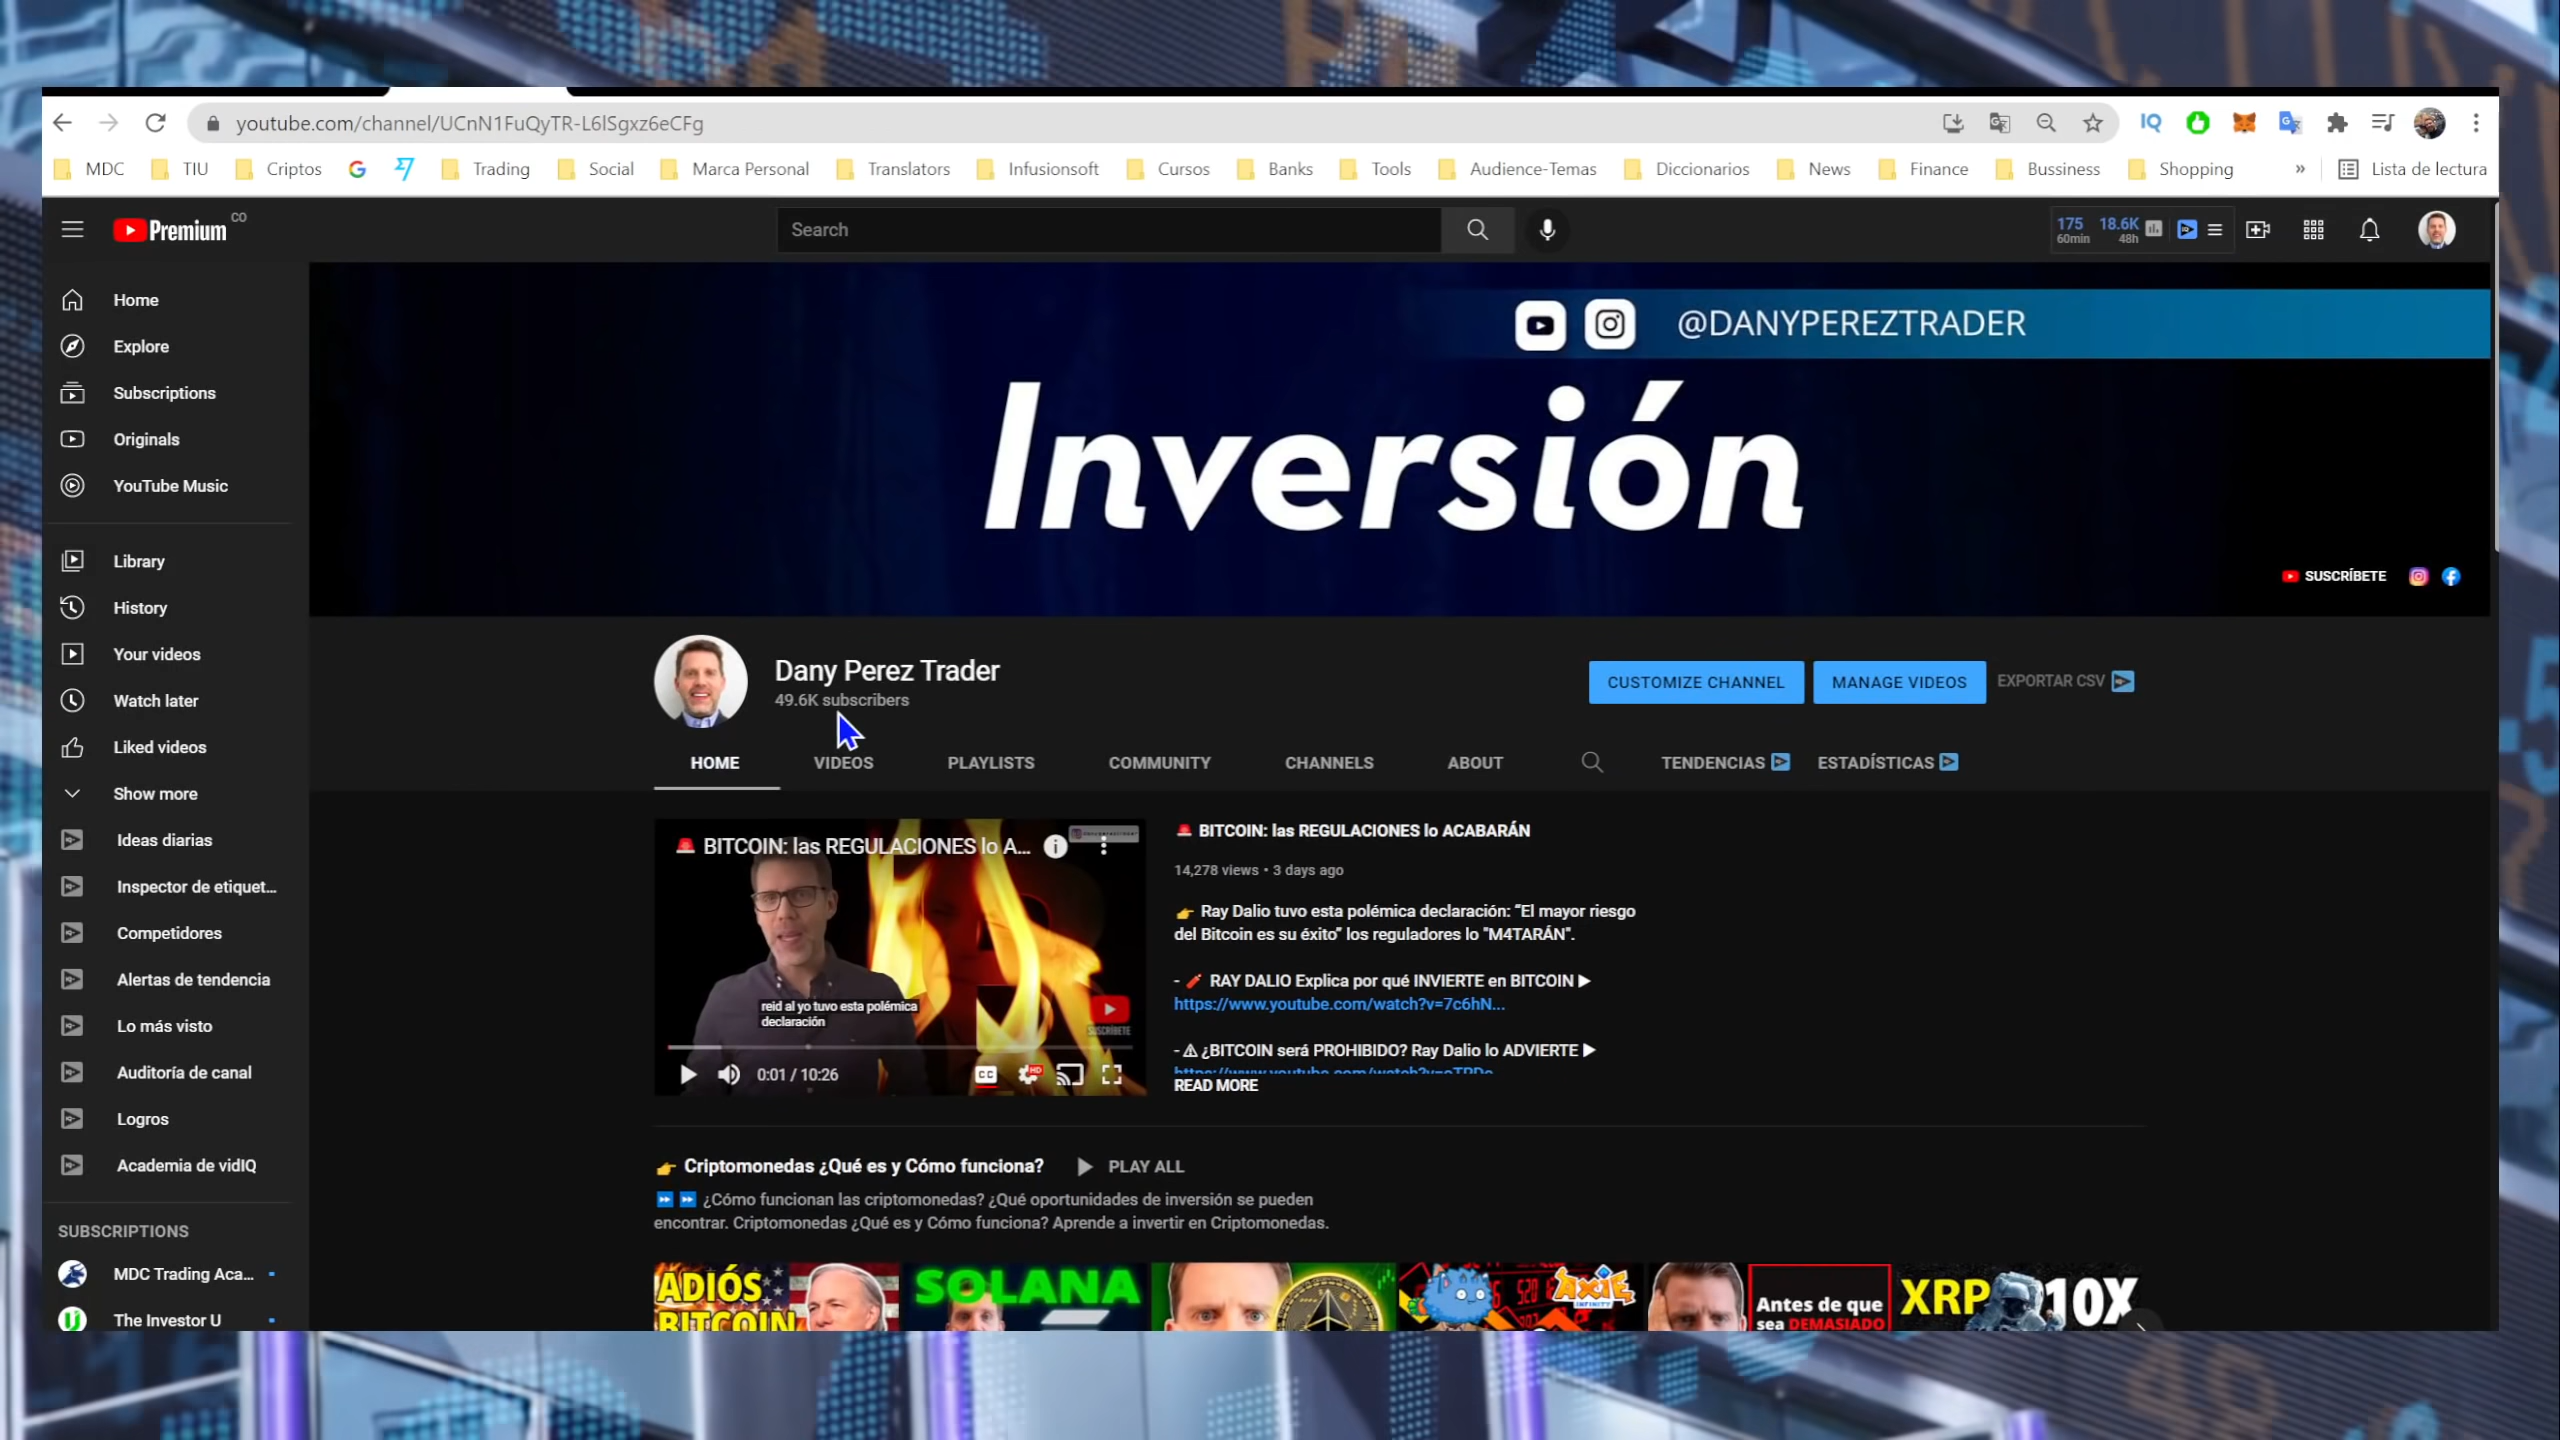 youtube.com/channel/UCnN1FuQyTR-L6lSgxz6eCFg
MDC TIU Criptos Trading Social Marca Personal Translators Infusionsoft Cursos Banks Tools Audience-Temas Diccionarios News Finance Bussiness Shopping » Lista de lectura
Premium CO
Search
175 60min 18.6K 48h
Home
Explore
Subscriptions
Originals
YouTube Music
Library
History
Your videos
Watch later
Liked videos
Show more
Ideas diarias
Inspector de etiquet...
Competidores
Alertas de tendencia
Lo más visto
Auditoría de canal
Logros
Academia de vidIQ
SUBSCRIPTIONS
MDC Trading Aca...
The Investor U
@DANYPEREZTRADER
Inversión
SUSCRÍBETE
Dany Perez Trader
49.6K subscribers
CUSTOMIZE CHANNEL MANAGE VIDEOS EXPORTAR CSV
HOME VIDEOS PLAYLISTS COMMUNITY CHANNELS ABOUT TENDENCIAS ESTADÍSTICAS
BITCOIN: las REGULACIONES lo A...
reid al yo tuvo esta polémica
declaración
SUSCRÍBETE
0:01 / 10:26
CC HD
BITCOIN: las REGULACIONES lo ACABARÁN
14,278 views • 3 days ago
Ray Dalio tuvo esta polémica declaración: “El mayor riesgo
del Bitcoin es su éxito” los reguladores lo "M4TARÁN".
- RAY DALIO Explica por qué INVIERTE en BITCOIN
https://www.youtube.com/watch?v=7c6hN...
- ¿BITCOIN será PROHIBIDO? Ray Dalio lo ADVIERTE
READ MORE
Criptomonedas ¿Qué es y Cómo funciona? PLAY ALL
¿Cómo funcionan las criptomonedas? ¿Qué oportunidades de inversión se pueden
encontrar. Criptomonedas ¿Qué es y Cómo funciona? Aprende a invertir en Criptomonedas.
ADIÓS
BITCOIN
SOLANA
AXIE
INFINITY
Antes de que
sea DEMASIADO
XRP 10X